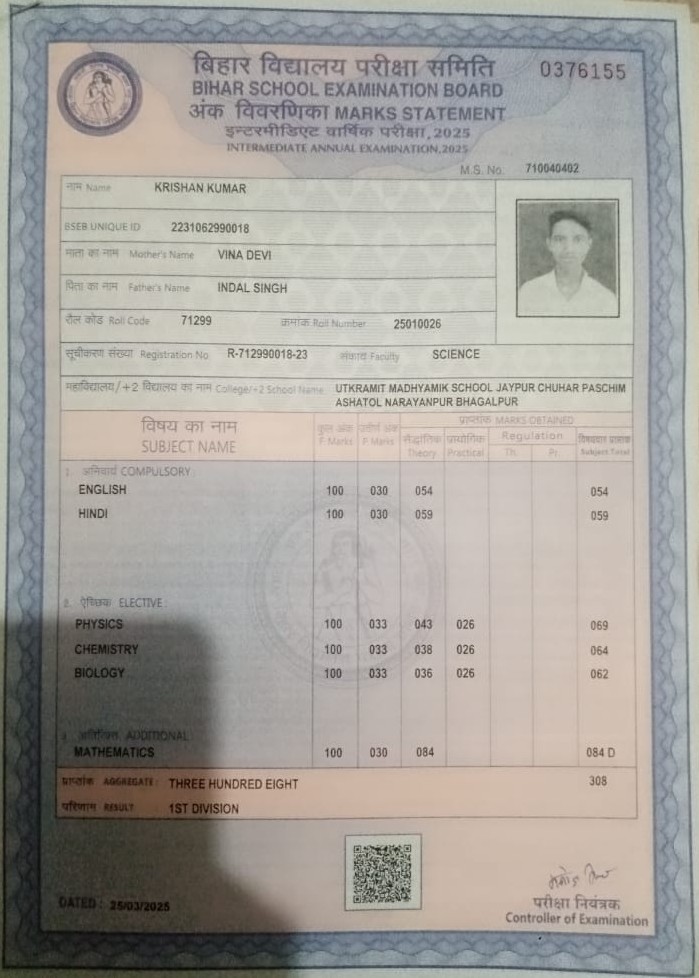 बिहार विद्यालय परीक्षा समिति 0376155
BIHAR SCHOOL EXAMINATION BOARD
अंक विवरणिका MARKS STATEMENT
इन्टरमीडिएट वार्षिक परीक्षा, 2025
INTERMEDIATE ANNUAL EXAMINATION, 2025
M.S. No. 710040402
नाम Name KRISHAN KUMAR
BSEB UNIQUE ID 2231062990018
माता का नाम Mother's Name VINA DEVI
पिता का नाम Father's Name INDAL SINGH
रौल कोड Roll Code 71299 क्रमांक Roll Number 25010026
सूचीकरण संख्या Registration No. R-712990018-23 संकाय Faculty SCIENCE
महाविद्यालय/+2 विद्यालय का नाम College/+2 School Name UTKRAMIT MADHYAMIK SCHOOL JAYPUR CHUHAR PASCHIM
ASHATOL NARAYANPUR BHAGALPUR
विषय का नाम कुल अंक उत्तीर्ण अंक प्राप्तांक MARKS OBTAINED
SUBJECT NAME F Marks P Marks सैद्धांतिक प्रायोगिक Regulation
Theory Practical Th. Pr. Subject Total
1. अनिवार्य COMPULSORY
ENGLISH 100 030 054 054
HINDI 100 030 059 059
2. ऐच्छिक ELECTIVE
PHYSICS 100 033 043 026 069
CHEMISTRY 100 033 038 026 064
BIOLOGY 100 033 036 026 062
अतिरिक्त ADDITIONAL
MATHEMATICS 100 030 084 084 D
प्राप्तांक AGGREGATE: THREE HUNDRED EIGHT 308
परिणाम RESULT 1ST DIVISION
DATED : 25/03/2025
परीक्षा नियंत्रक
Controller of Examination